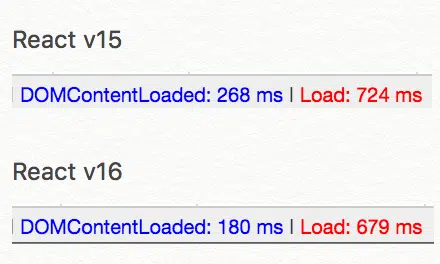 React v15
DOMContentLoaded: 268 ms | Load: 724 ms
React v16
DOMContentLoaded: 180 ms | Load: 679 ms